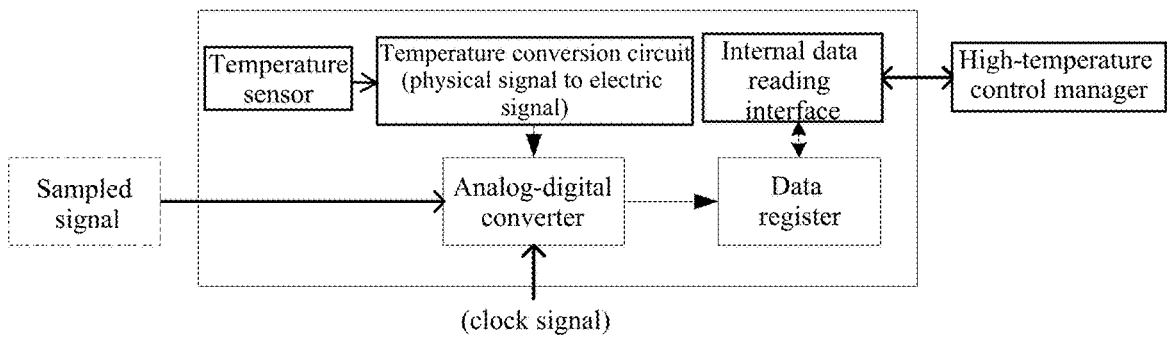 Temperature
sensor
Temperature conversion circuit
(physical signal to electric
signal)
Internal data
reading
interface
High-temperature
control manager
Sampled
signal
Analog-digital
converter
Data
register
(clock signal)